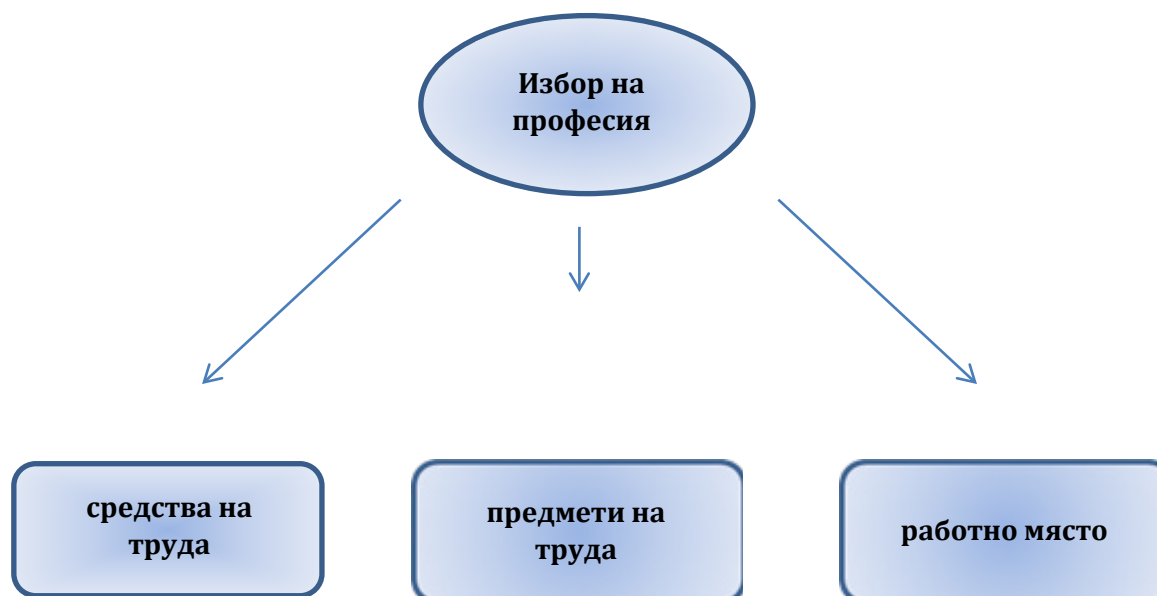 Избор на
професия
средства на
труда
предмети на
труда
работно място